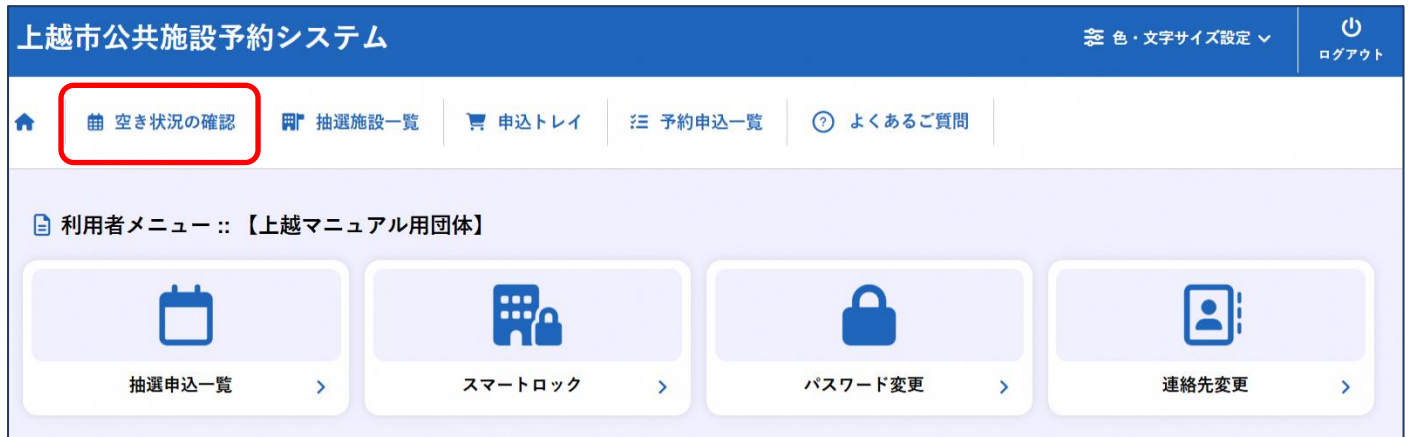 上越市公共施設予約システム
色・文字サイズ設定
ログアウト
空き状況の確認
抽選施設一覧
申込トレイ
予約申込一覧
よくあるご質問
利用者メニュー :: 【上越マニュアル用団体】
抽選申込一覧
スマートロック
パスワード変更
連絡先変更